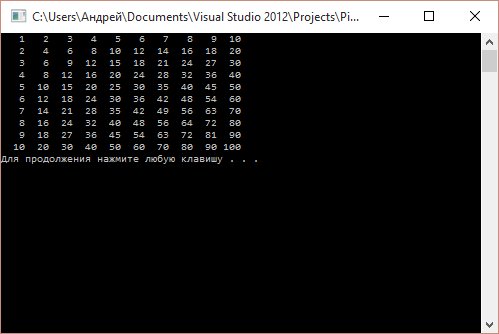 C:\Users\Андрей\Documents\Visual Studio 2012\Projects\Pi...
1 2 3 4 5 6 7 8 9 10
2 4 6 8 10 12 14 16 18 20
3 6 9 12 15 18 21 24 27 30
4 8 12 16 20 24 28 32 36 40
5 10 15 20 25 30 35 40 45 50
6 12 18 24 30 36 42 48 54 60
7 14 21 28 35 42 49 56 63 70
8 16 24 32 40 48 56 64 72 80
9 18 27 36 45 54 63 72 81 90
10 20 30 40 50 60 70 80 90 100
Для продолжения нажмите любую клавишу . . .